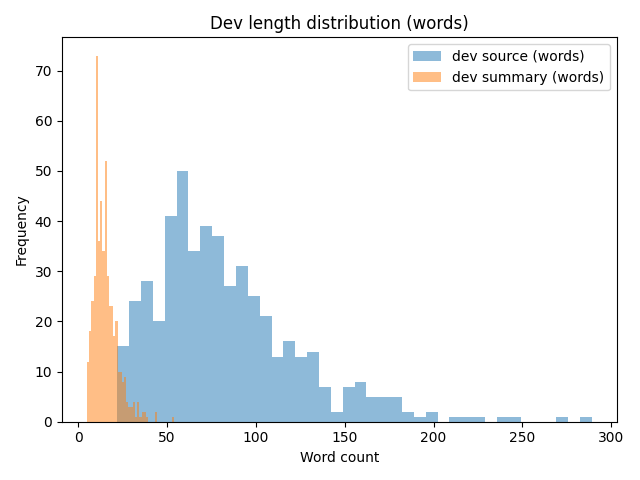 Dev length distribution (words)
dev source (words)
dev summary (words)
Frequency
70
60
50
40
30
20
10
0
0 50 100 150 200 250 300
Word count